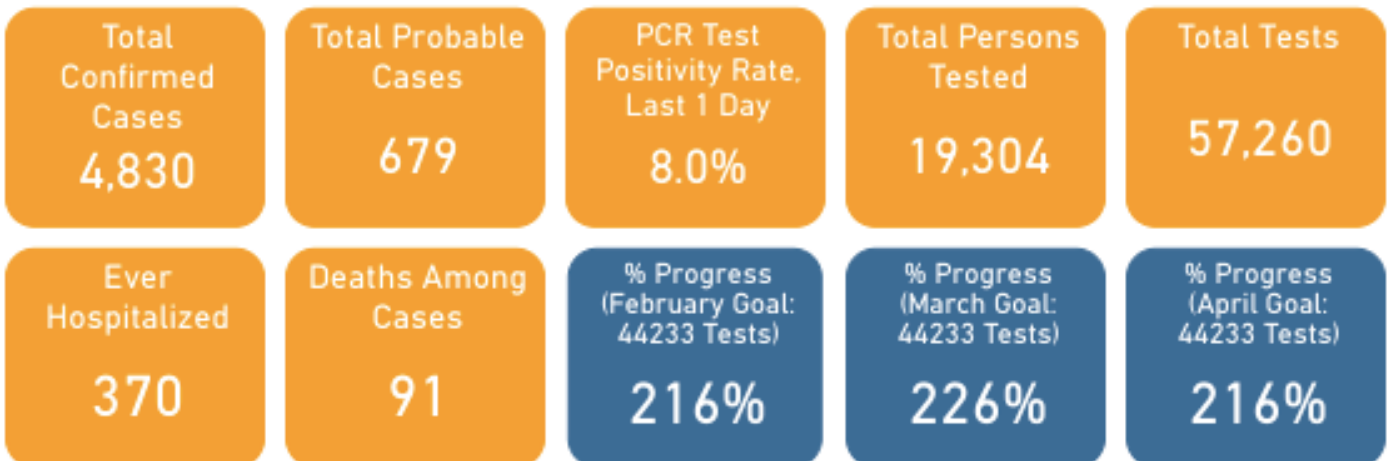 Total
Confirmed
Cases
4,830
Total Probable
Cases
679
PCR Test
Positivity Rate,
Last 1 Day
8.0%
Total Persons
Tested
19,304
Total Tests
57,260
Ever
Hospitalized
370
Deaths Among
Cases
91
% Progress
(February Goal:
44233 Tests)
216%
% Progress
(March Goal:
44233 Tests)
226%
% Progress
(April Goal:
44233 Tests)
216%